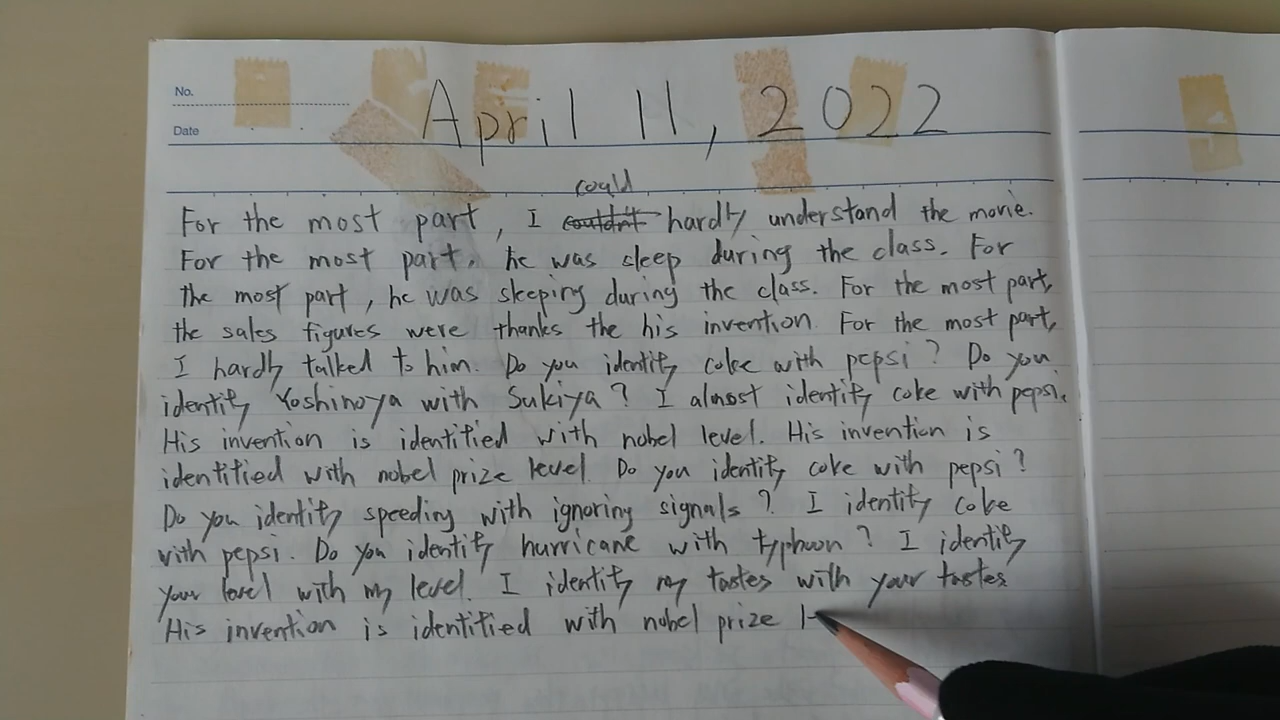 No.
Date
April 11, 2022
could
For the most part, I couldn't hardly understand the movie.
For the most part, he was sleep during the class. For
the most part, he was sleeping during the class. For the most part,
the sales figures were thanks the his invention. For the most part,
I hardly talked to him. Do you identify coke with pepsi? Do you
identify Yoshinoya with Sukiya? I almost identify coke with pepsi.
His invention is identified with nobel level. His invention is
identified with nobel prize level. Do you identify coke with pepsi?
Do you identify speeding with ignoring signals? I identify coke
with pepsi. Do you identify hurricane with typhoon? I identify
your level with my level. I identify my tastes with your tastes
His invention is identified with nobel prize l